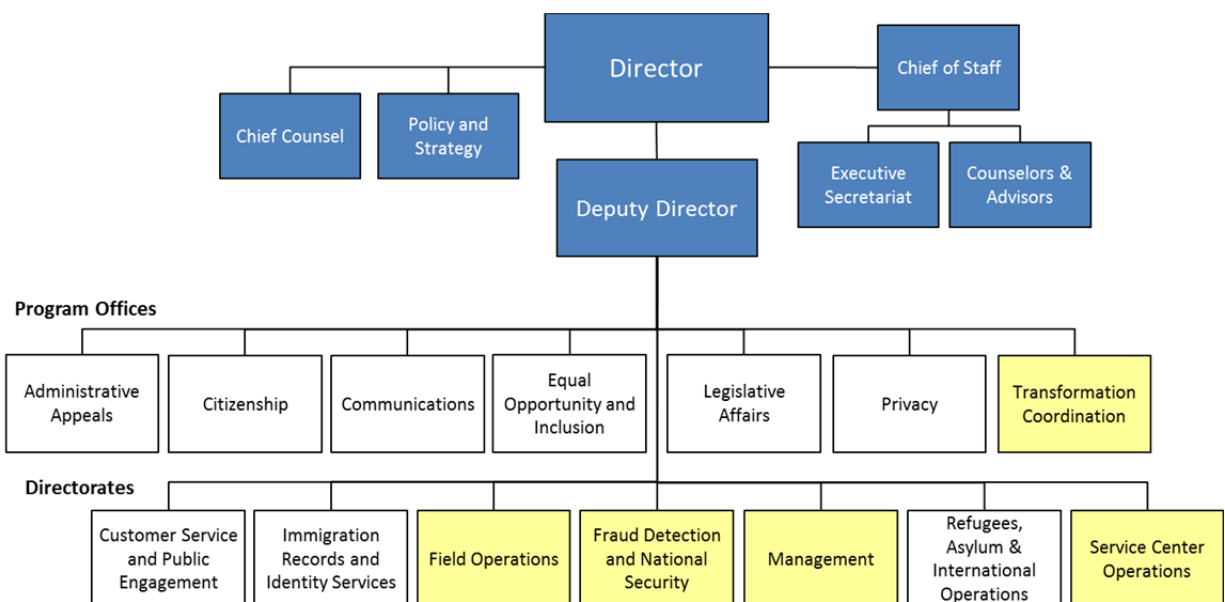 Director
Chief of Staff
Chief Counsel
Policy and
Strategy
Executive
Secretariat
Counselors &
Advisors
Deputy Director
Program Offices
Administrative
Appeals
Citizenship
Communications
Equal
Opportunity and
Inclusion
Legislative
Affairs
Privacy
Transformation
Coordination
Directorates
Customer Service
and Public
Engagement
Immigration
Records and
Identity Services
Field Operations
Fraud Detection
and National
Security
Management
Refugees,
Asylum &
International
Operations
Service Center
Operations